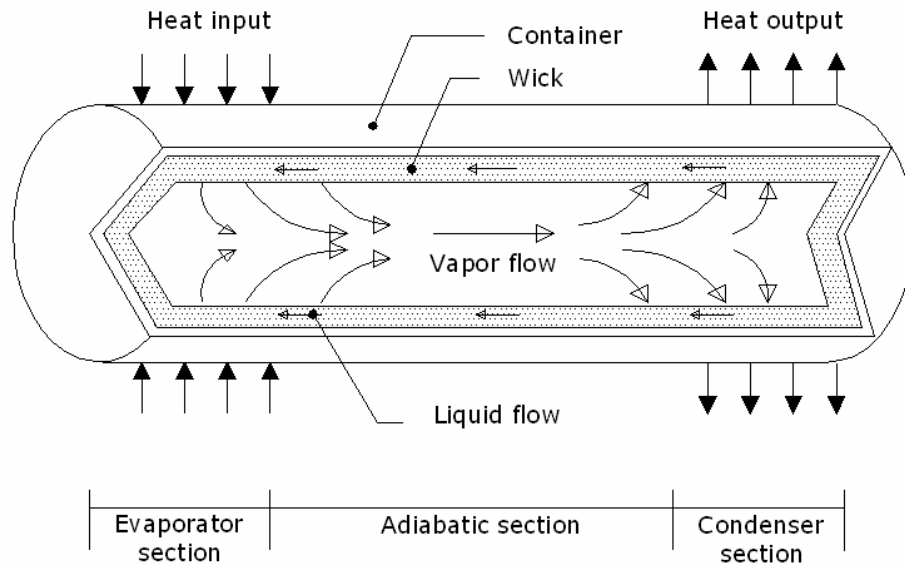 Heat input
Heat output
Container
Wick
Vapor flow
Liquid flow
Evaporator
section
Adiabatic section
Condenser
section